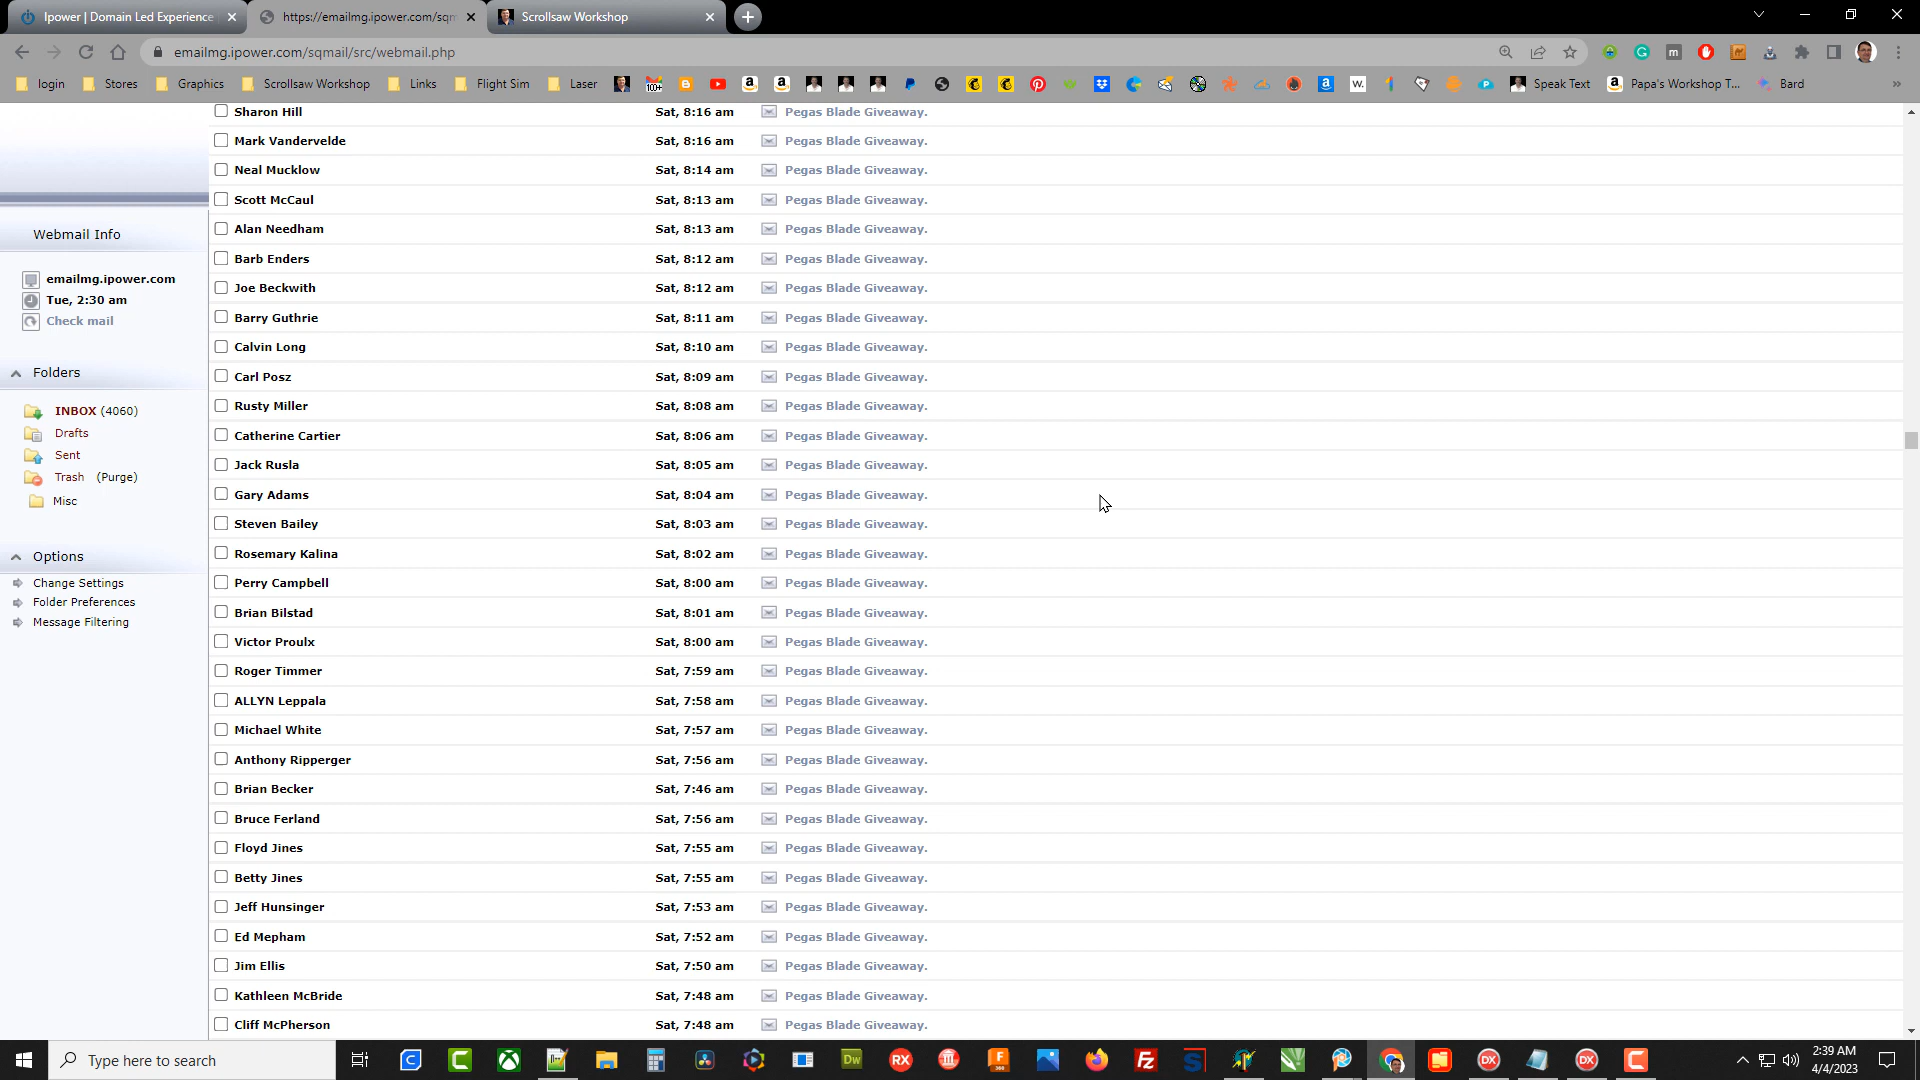 Ipower | Domain Led Experience
https://emailmg.ipower.com/sqm
Scrollsaw Workshop
emailmg.ipower.com/sqmail/src/webmail.php
login
Stores
Graphics
Scrollsaw Workshop
Links
Flight Sim
Laser
100+
Speak Text
Papa's Workshop T...
Bard
Sharon Hill Sat, 8:16 am Pegas Blade Giveaway.
Mark Vandervelde Sat, 8:16 am Pegas Blade Giveaway.
Neal Mucklow Sat, 8:14 am Pegas Blade Giveaway.
Scott McCaul Sat, 8:13 am Pegas Blade Giveaway.
Alan Needham Sat, 8:13 am Pegas Blade Giveaway.
Barb Enders Sat, 8:12 am Pegas Blade Giveaway.
Joe Beckwith Sat, 8:12 am Pegas Blade Giveaway.
Barry Guthrie Sat, 8:11 am Pegas Blade Giveaway.
Calvin Long Sat, 8:10 am Pegas Blade Giveaway.
Carl Posz Sat, 8:09 am Pegas Blade Giveaway.
Rusty Miller Sat, 8:08 am Pegas Blade Giveaway.
Catherine Cartier Sat, 8:06 am Pegas Blade Giveaway.
Jack Rusla Sat, 8:05 am Pegas Blade Giveaway.
Gary Adams Sat, 8:04 am Pegas Blade Giveaway.
Steven Bailey Sat, 8:03 am Pegas Blade Giveaway.
Rosemary Kalina Sat, 8:02 am Pegas Blade Giveaway.
Perry Campbell Sat, 8:00 am Pegas Blade Giveaway.
Brian Bilstad Sat, 8:01 am Pegas Blade Giveaway.
Victor Proulx Sat, 8:00 am Pegas Blade Giveaway.
Roger Timmer Sat, 7:59 am Pegas Blade Giveaway.
ALLYN Leppala Sat, 7:58 am Pegas Blade Giveaway.
Michael White Sat, 7:57 am Pegas Blade Giveaway.
Anthony Ripperger Sat, 7:56 am Pegas Blade Giveaway.
Brian Becker Sat, 7:46 am Pegas Blade Giveaway.
Bruce Ferland Sat, 7:56 am Pegas Blade Giveaway.
Floyd Jines Sat, 7:55 am Pegas Blade Giveaway.
Betty Jines Sat, 7:55 am Pegas Blade Giveaway.
Jeff Hunsinger Sat, 7:53 am Pegas Blade Giveaway.
Ed Mepham Sat, 7:52 am Pegas Blade Giveaway.
Jim Ellis Sat, 7:50 am Pegas Blade Giveaway.
Kathleen McBride Sat, 7:48 am Pegas Blade Giveaway.
Cliff McPherson Sat, 7:48 am Pegas Blade Giveaway.
Webmail Info
emailmg.ipower.com
Tue, 2:30 am
Check mail
Folders
INBOX (4060)
Drafts
Sent
Trash (Purge)
Misc
Options
Change Settings
Folder Preferences
Message Filtering
Type here to search
Dw
RX
DX
DX
2:39 AM
4/4/2023